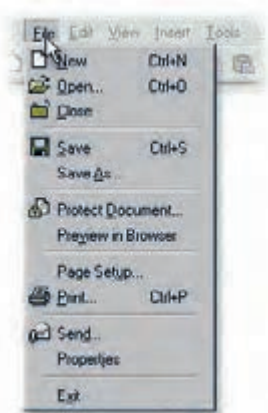 File Edit View Insert Tools
New Ctrl+N
Open... Ctrl+O
Close
Save Ctrl+S
Save As...
Protect Document...
Preview in Browser
Page Setup...
Print... Ctrl+P
Send...
Properties
Exit